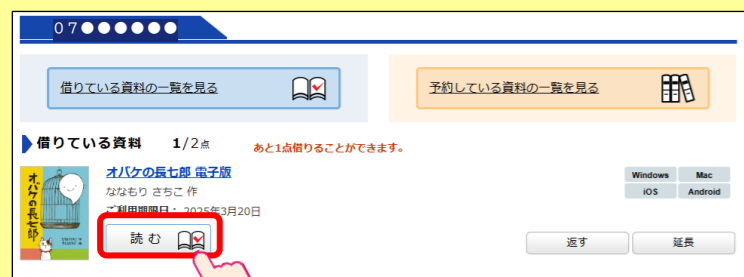 07●●●●●●
借りている資料の一覧を見る
予約している資料の一覧を見る
借りている資料 1/2点 あと1点借りることができます。
オバケの長七郎
オバケの長七郎 電子版
ななもり さちこ 作
ご利用期限日： 2025年3月20日
Windows Mac
iOS Android
読む
返す 延長